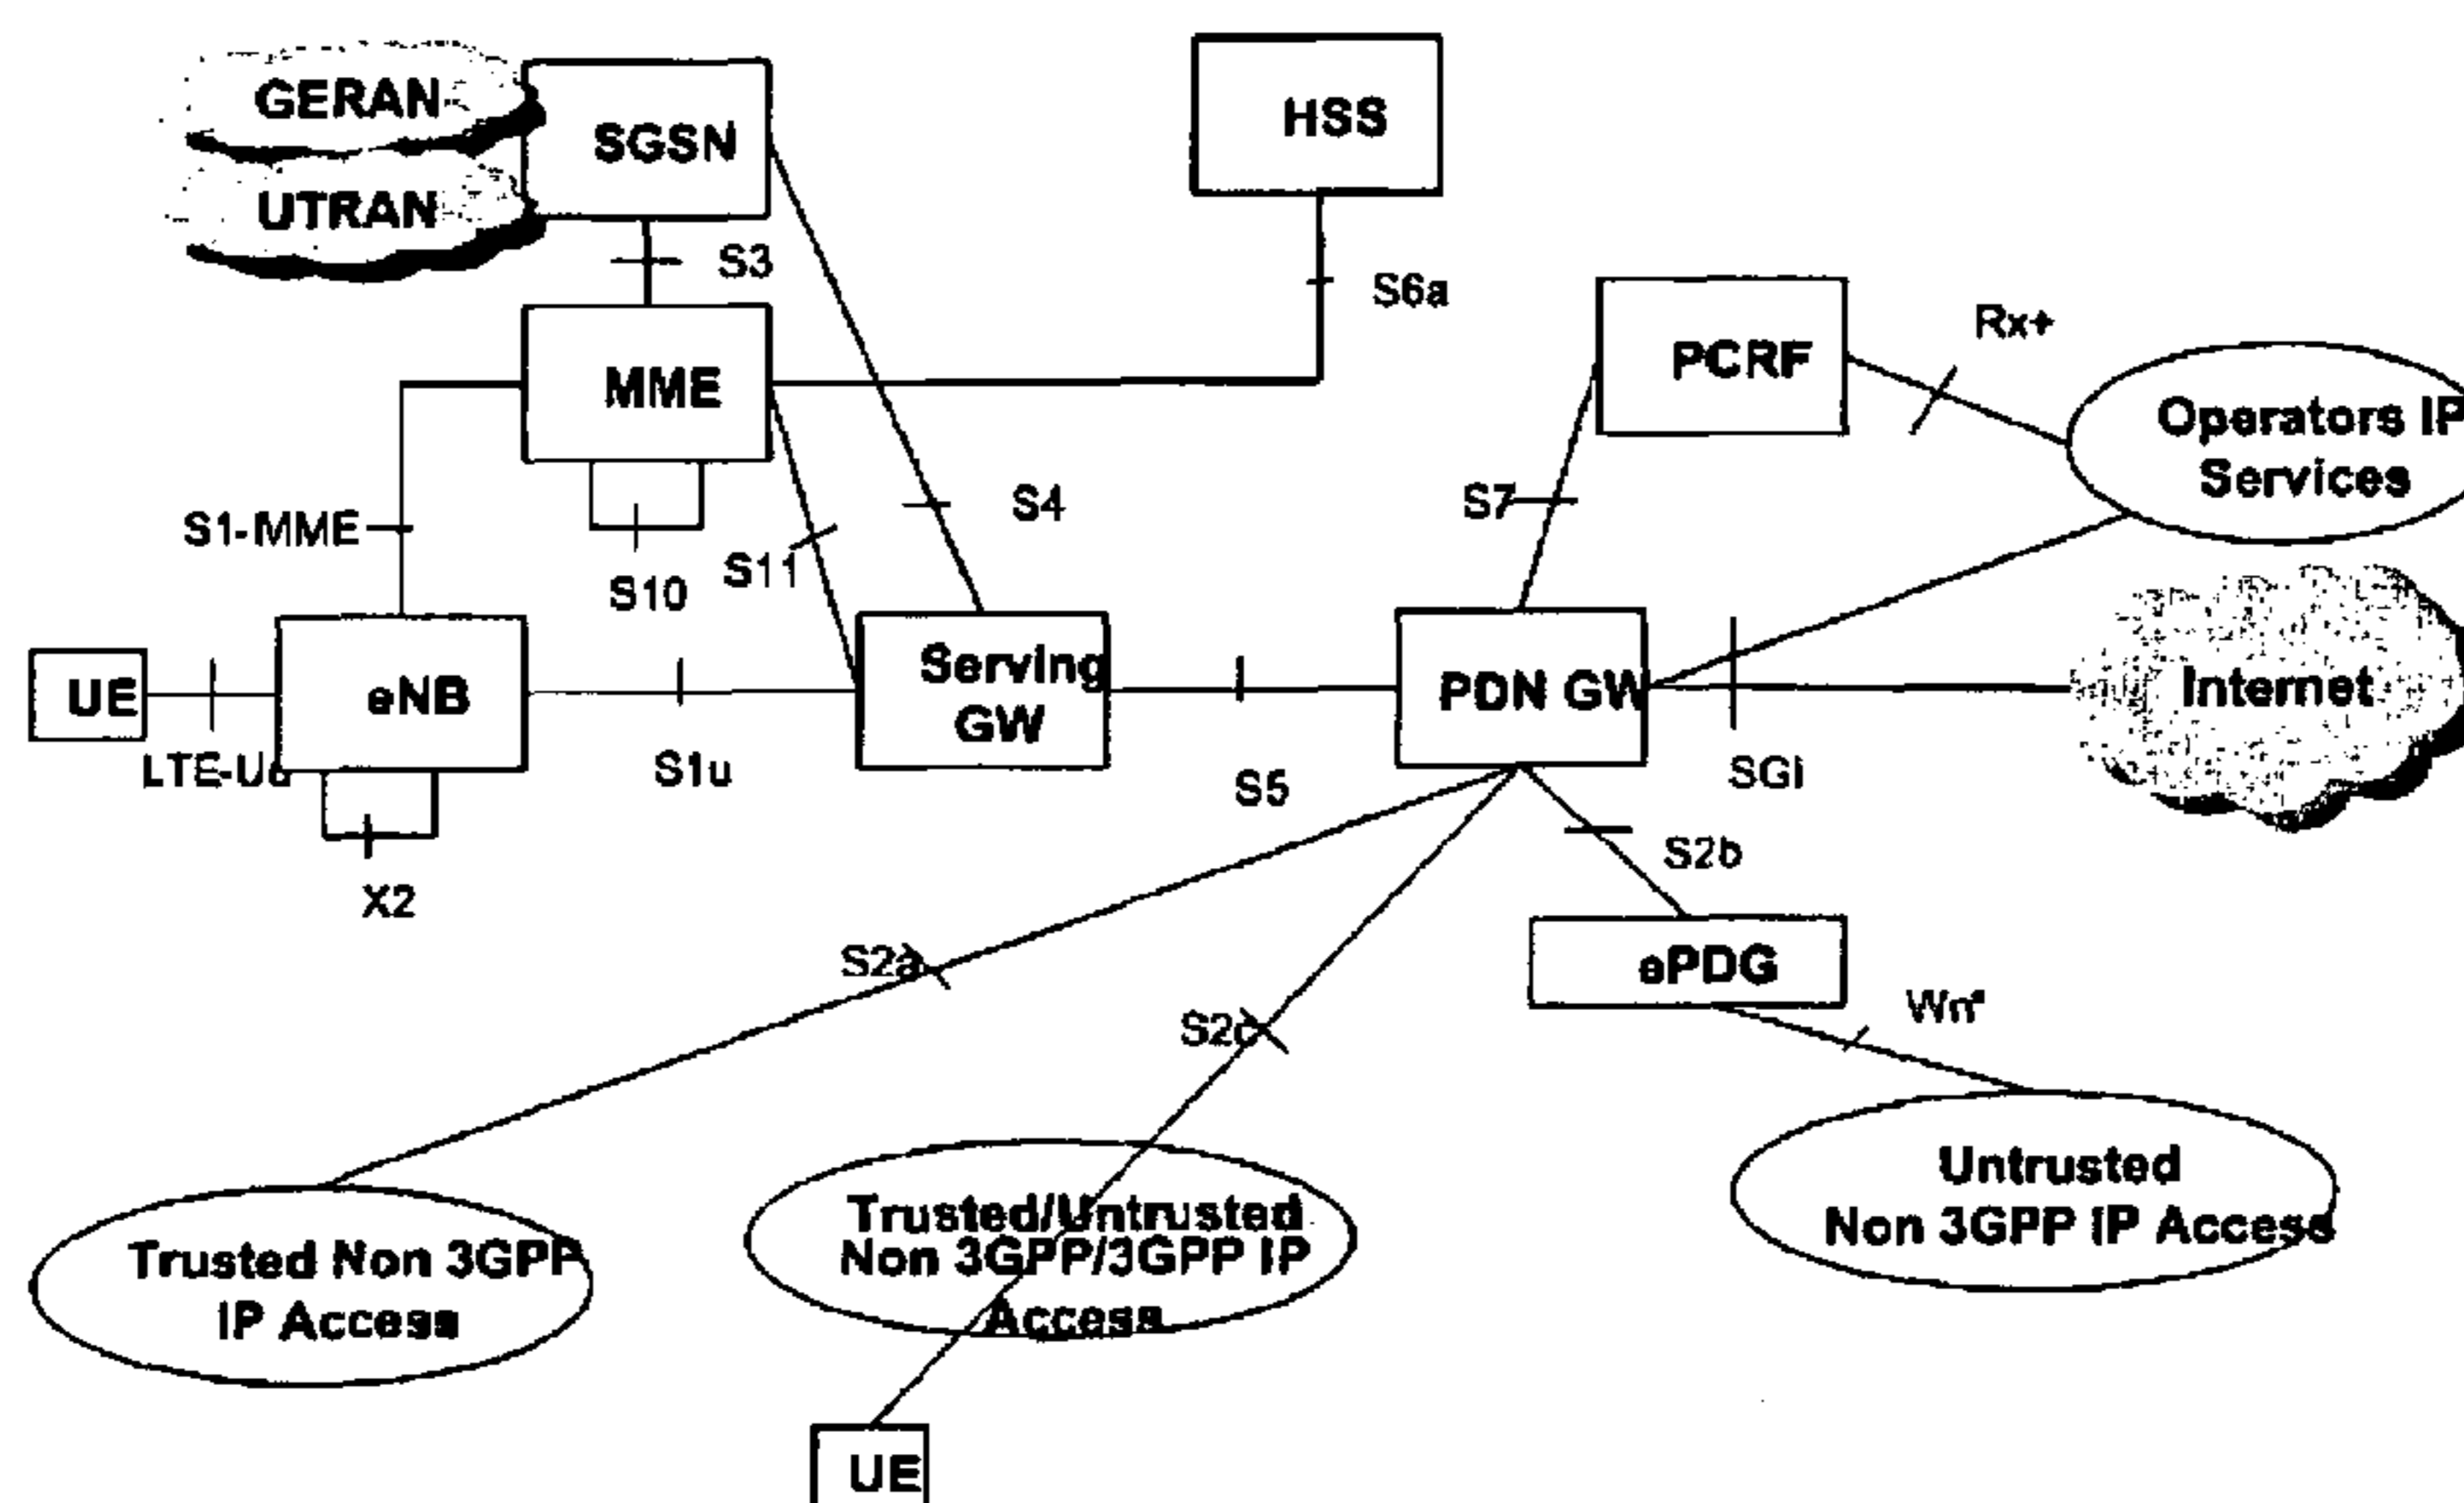 GERAN
SGSN
HSS
UTRAN
S3
S6a
PCRF
Rx+
MME
Operators IP
Services
S1-MME
S4
S7
S11
S10
UE
eNB
Serving
GW
PDN GW
Internet
LTE-Uu
S1u
S5
SGi
S2b
X2
S2a
ePDG
S2c
Wn*
Trusted Non 3GPP
IP Access
Trusted/Untrusted
Non 3GPP/3GPP IP
Access
Untrusted
Non 3GPP IP Access
UE